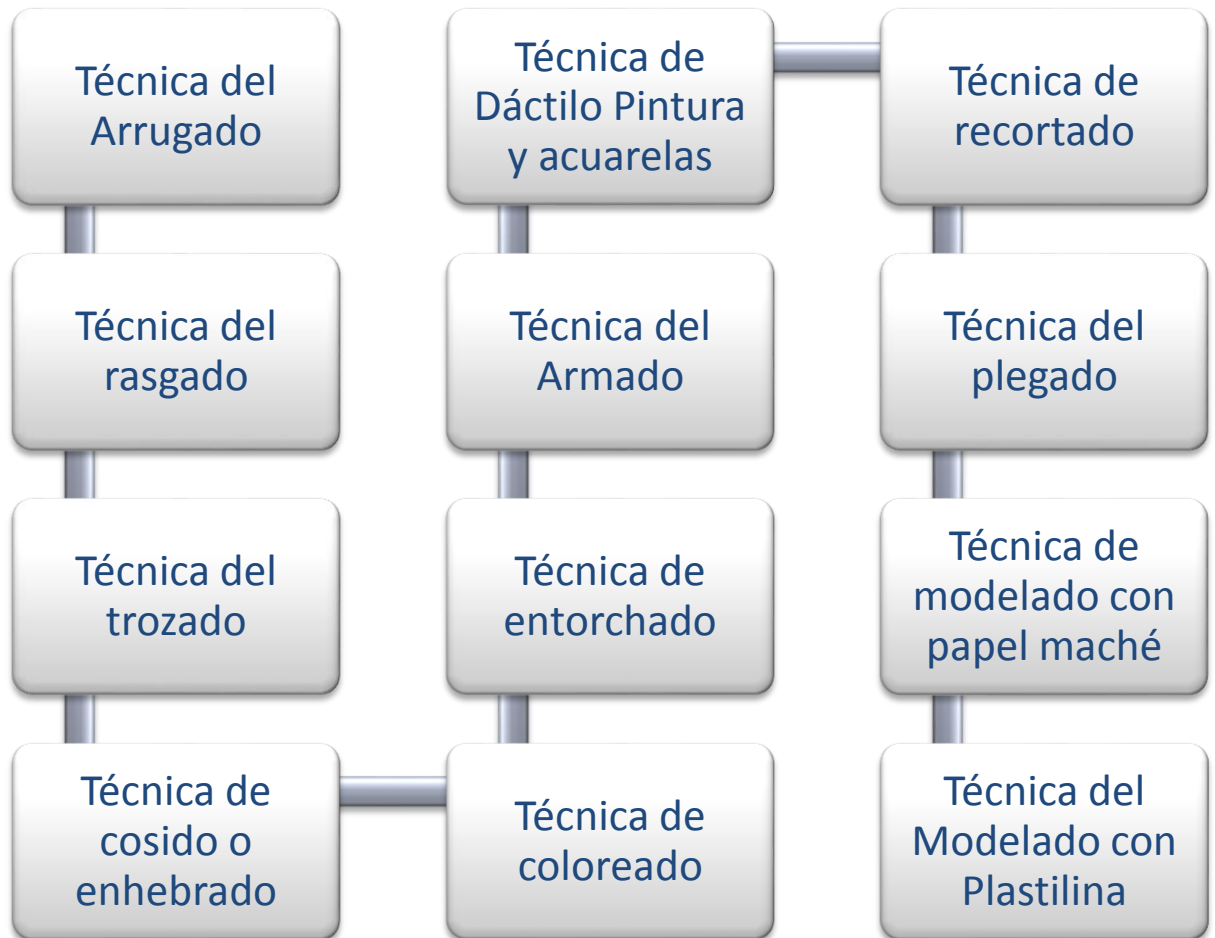 Técnica del
Arrugado
Técnica del
rasgado
Técnica del
trozado
Técnica de
cosido o
enhebrado
Técnica de
coloreado
Técnica de
entorchado
Técnica del
Armado
Técnica de
Dáctilo Pintura
y acuarelas
Técnica de
recortado
Técnica del
plegado
Técnica de
modelado con
papel maché
Técnica del
Modelado con
Plastilina